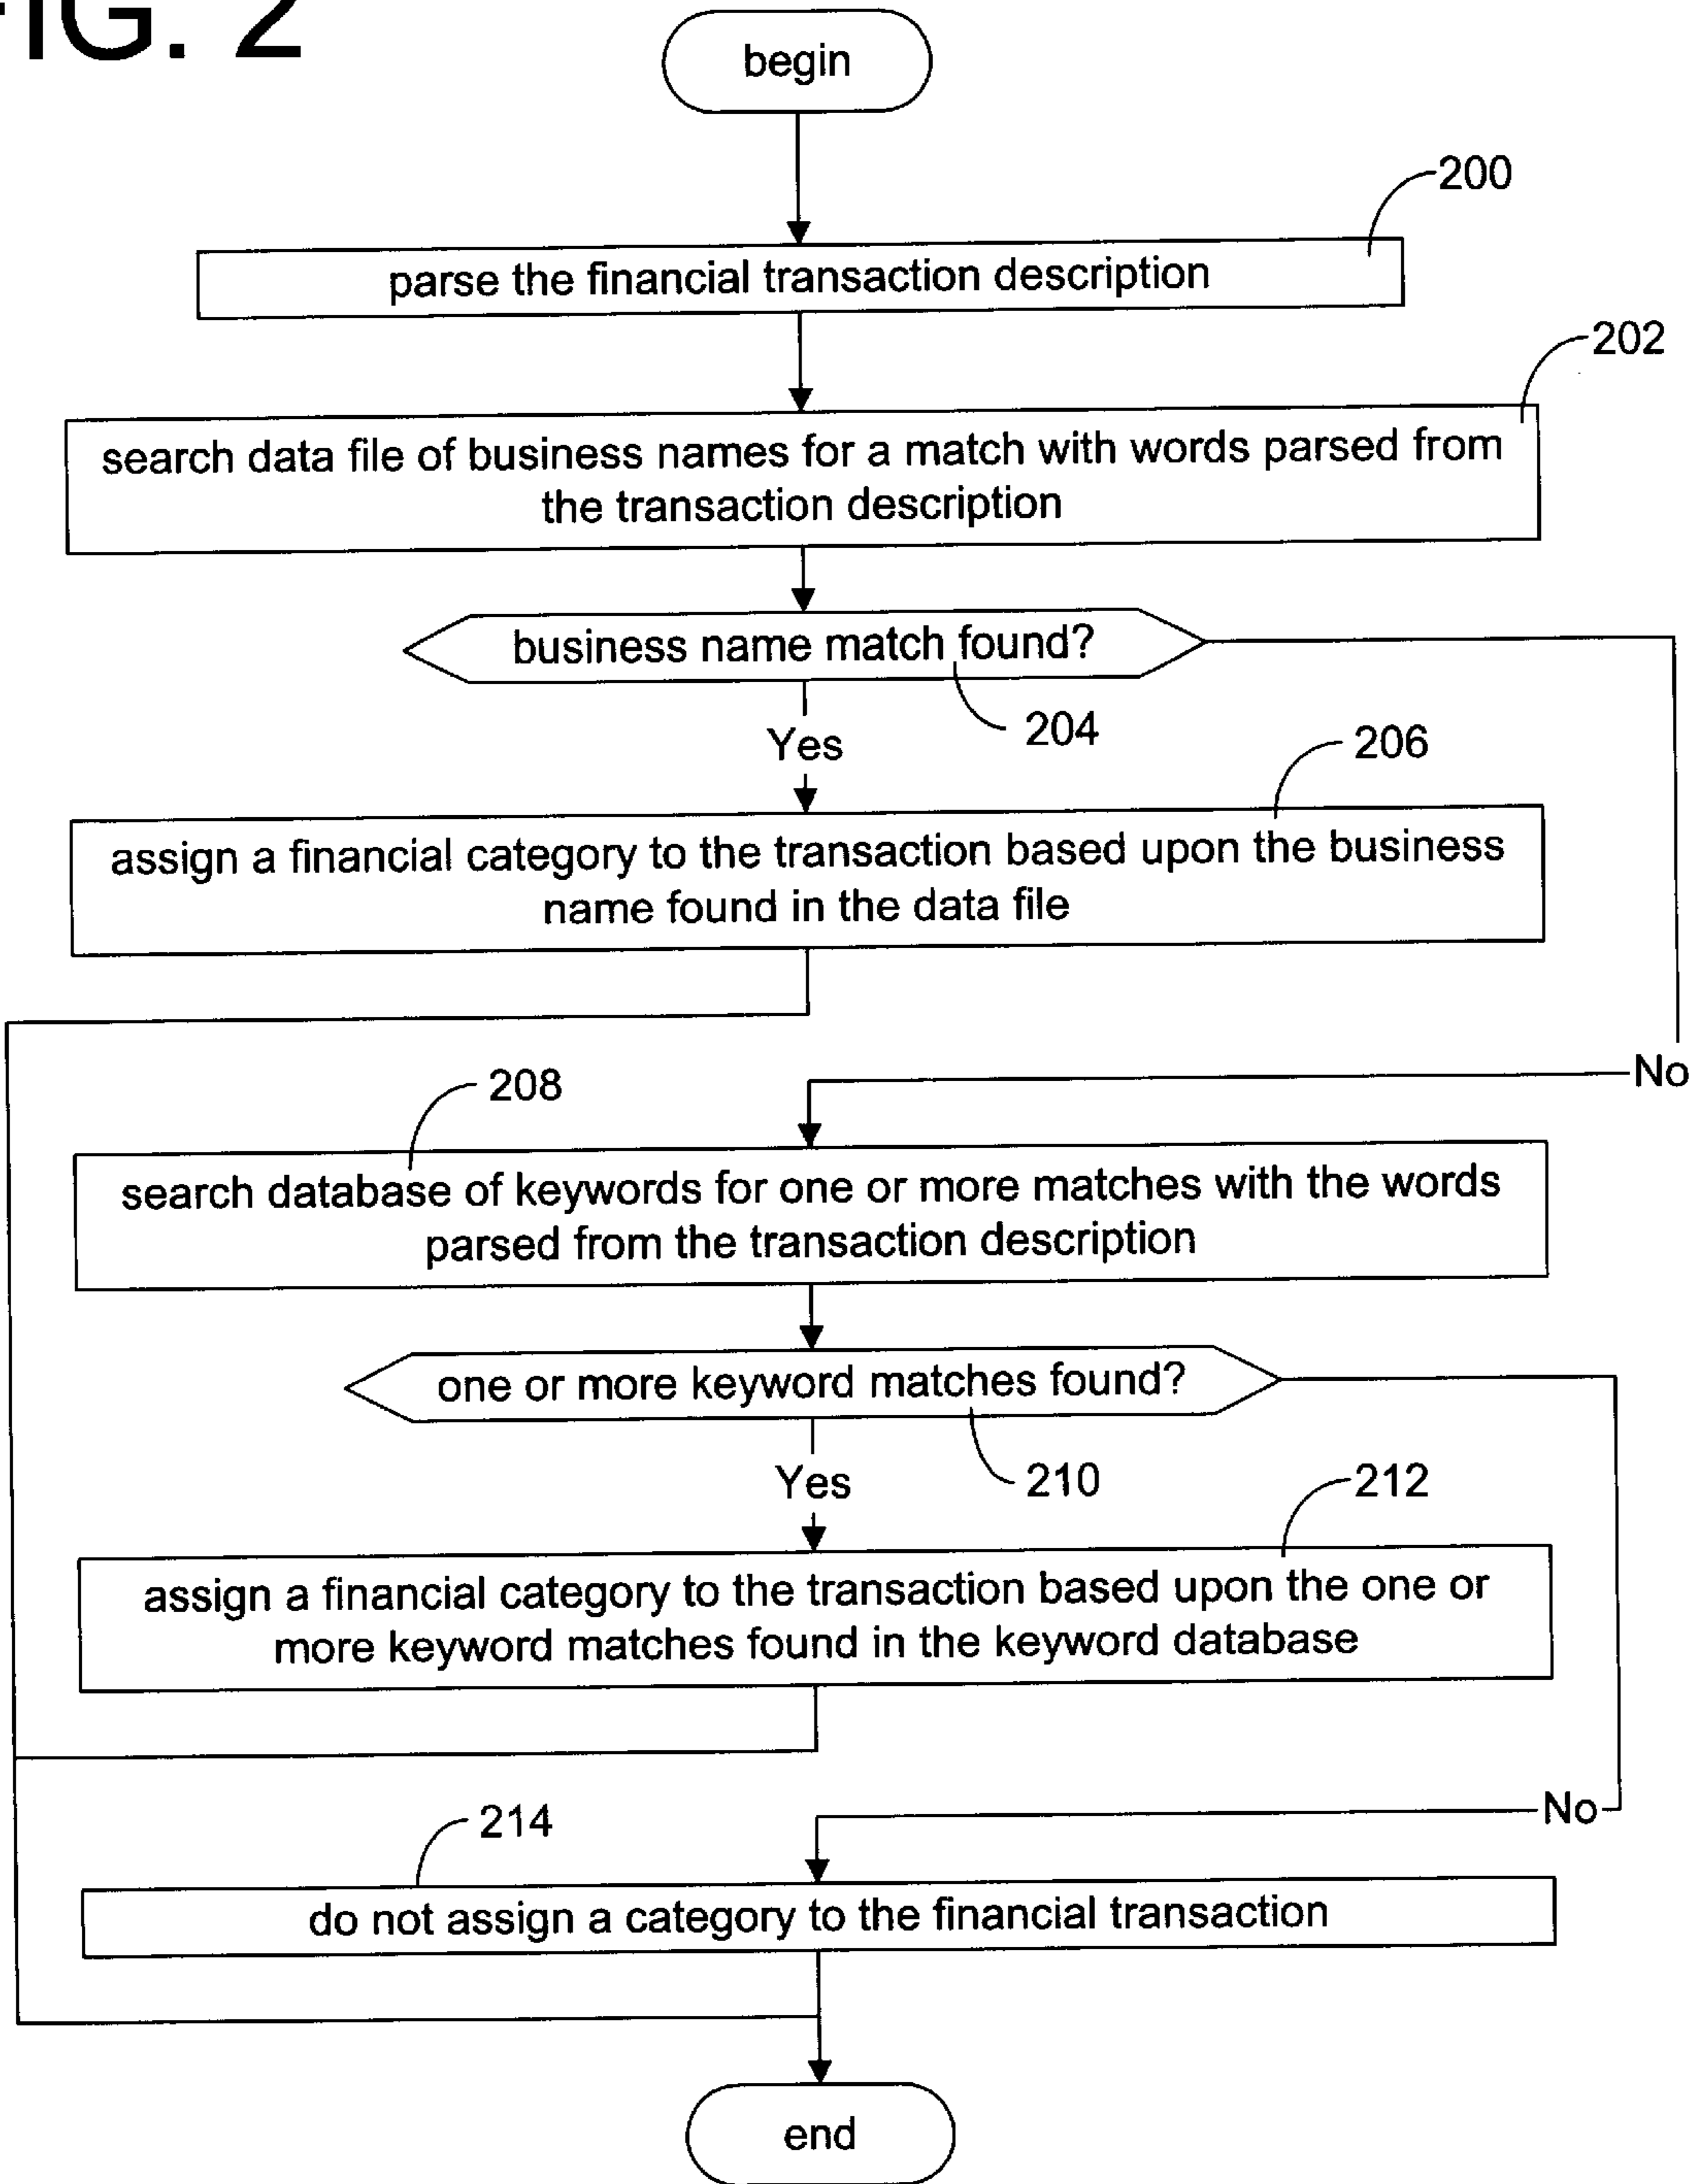 FIG. 2
begin
200
parse the financial transaction description
202
search data file of business names for a match with words parsed from
the transaction description
business name match found?
204
Yes
206
assign a financial category to the transaction based upon the business
name found in the data file
No
208
search database of keywords for one or more matches with the words
parsed from the transaction description
one or more keyword matches found?
210
Yes
212
assign a financial category to the transaction based upon the one or
more keyword matches found in the keyword database
No
214
do not assign a category to the financial transaction
end